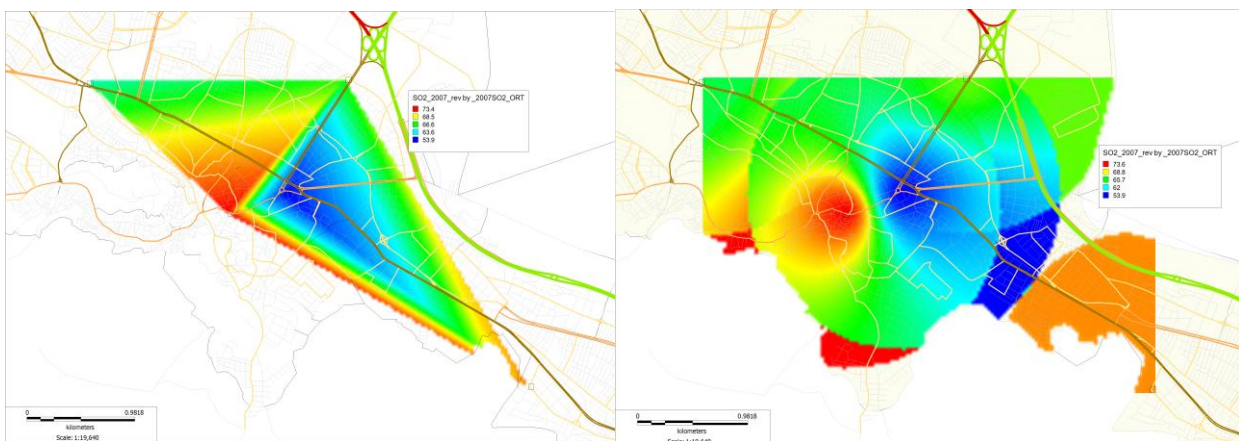 SO2_2007_rev by _2007SO2_ORT
73.4
68.5
66.6
63.6
53.9
0 0.9818
kilometers
Scale: 1:19,640
SO2_2007_rev by _2007SO2_ORT
73.6
68.8
65.7
62
53.9
0 0.9818
kilometers